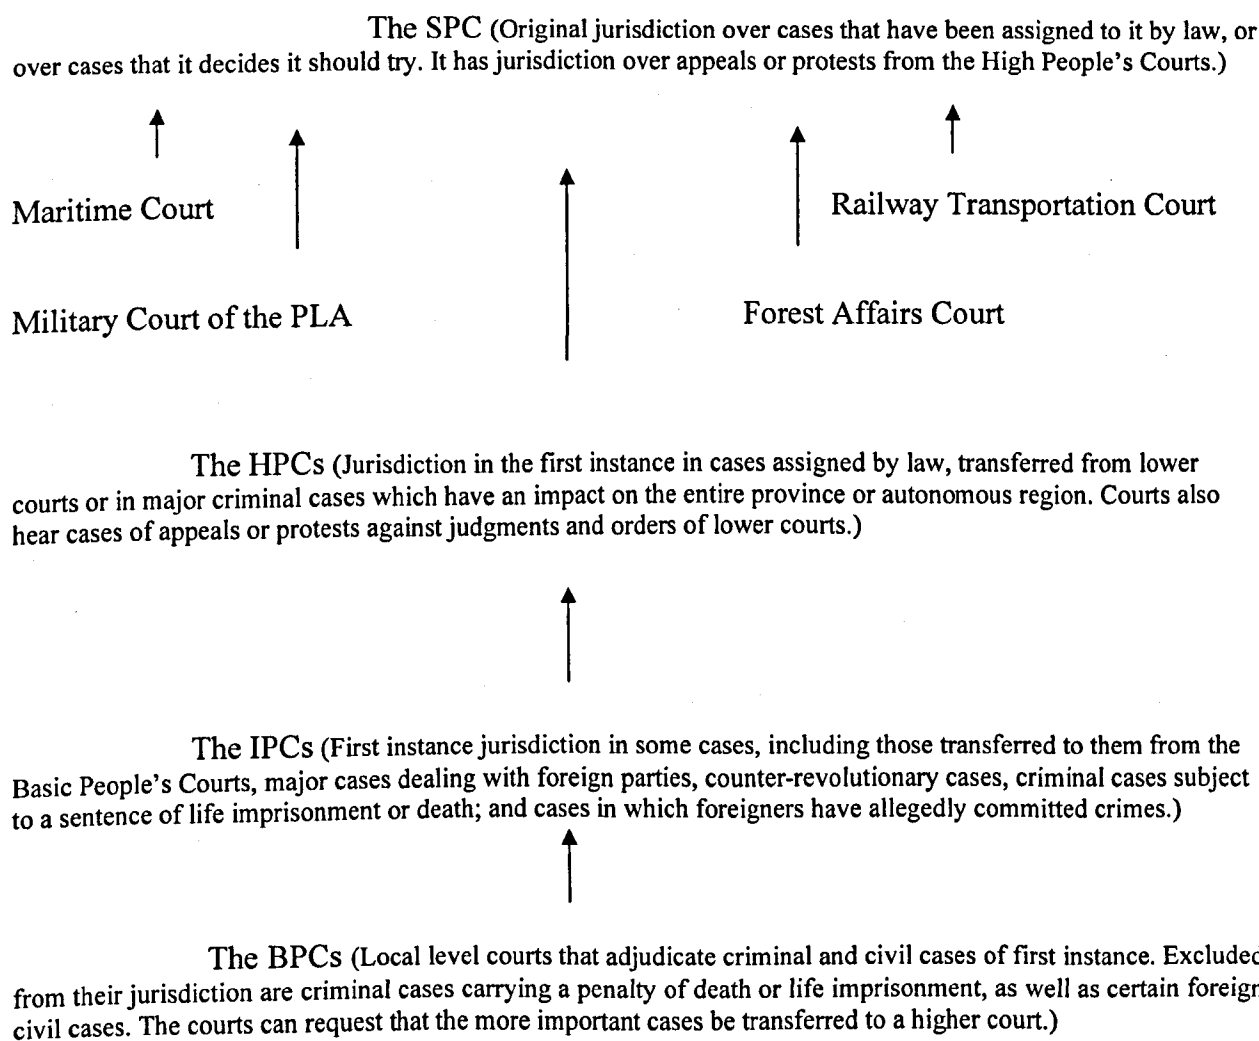 The SPC (Original jurisdiction over cases that have been assigned to it by law, or
over cases that it decides it should try. It has jurisdiction over appeals or protests from the High People's Courts.)
Maritime Court
Railway Transportation Court
Military Court of the PLA
Forest Affairs Court
The HPCs (Jurisdiction in the first instance in cases assigned by law, transferred from lower
courts or in major criminal cases which have an impact on the entire province or autonomous region. Courts also
hear cases of appeals or protests against judgments and orders of lower courts.)
The IPCs (First instance jurisdiction in some cases, including those transferred to them from the
Basic People's Courts, major cases dealing with foreign parties, counter-revolutionary cases, criminal cases subject
to a sentence of life imprisonment or death; and cases in which foreigners have allegedly committed crimes.)
The BPCs (Local level courts that adjudicate criminal and civil cases of first instance. Excluded
from their jurisdiction are criminal cases carrying a penalty of death or life imprisonment, as well as certain foreign
civil cases. The courts can request that the more important cases be transferred to a higher court.)